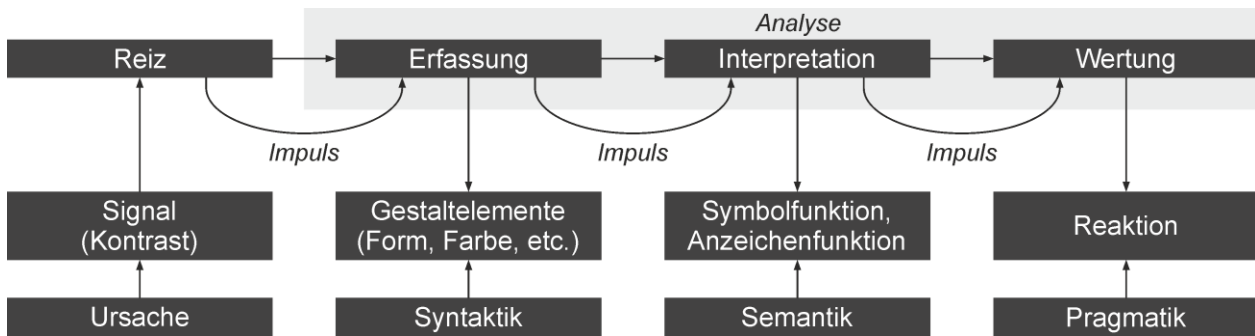 Analyse
Reiz
Erfassung
Interpretation
Wertung
Impuls
Impuls
Impuls
Signal
(Kontrast)
Gestaltelemente
(Form, Farbe, etc.)
Symbolfunktion,
Anzeichenfunktion
Reaktion
Ursache
Syntaktik
Semantik
Pragmatik